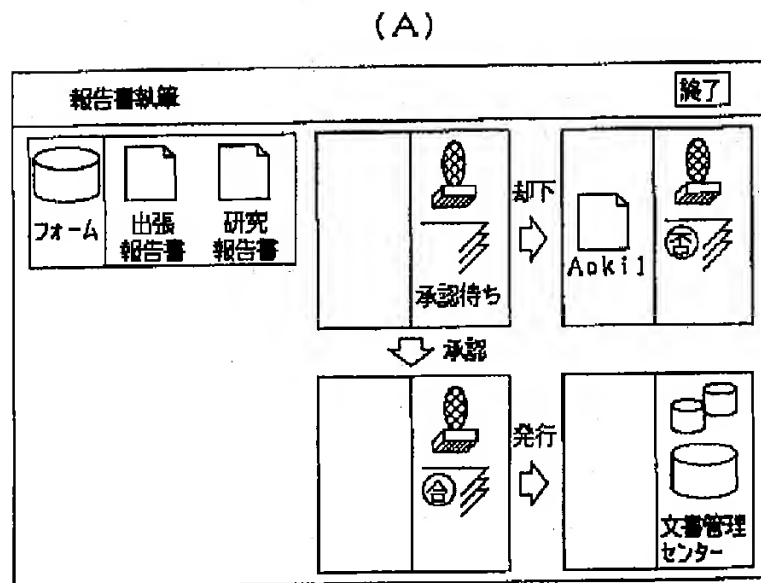 (A)
報告書執筆
終了
フォーム
出張
報告書
研究
報告書
承認待ち
却下
Aoki1
否
承認
合
発行
文書管理
センター